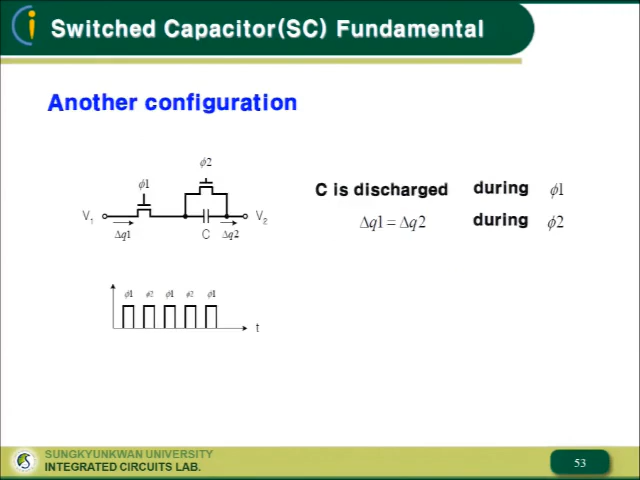 Switched Capacitor(SC) Fundamental
Another configuration
ϕ2
ϕ1
V1
V2
Δq1
C
Δq2
C is discharged during ϕ1
Δq1 = Δq2 during ϕ2
ϕ1 ϕ2 ϕ1 ϕ2 ϕ1
t
SUNGKYUNKWAN UNIVERSITY
INTEGRATED CIRCUITS LAB.
53